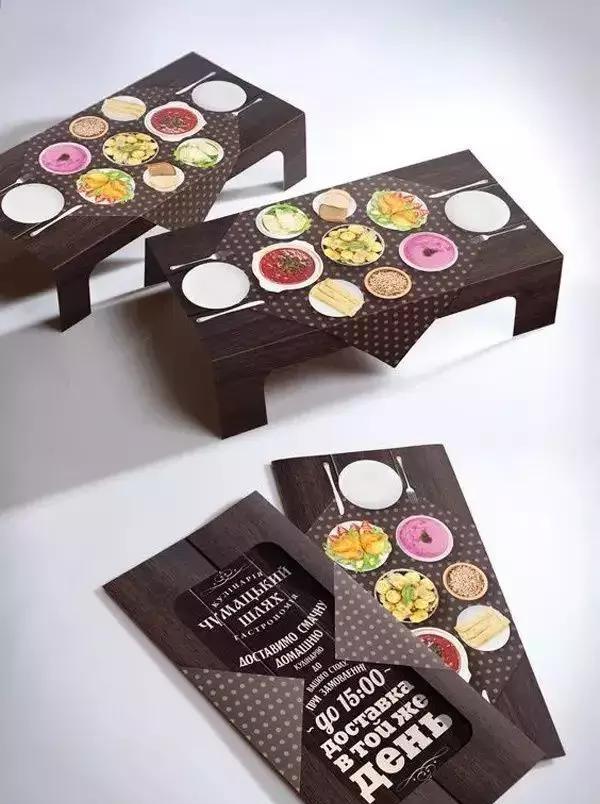 КУЛІНАРІЯ
ЧУМАЦЬКИЙ
ШЛЯХ
ГАСТРОНОМІЯ
ДОСТАВИМО СМАЧНУ
ДОМАШНЮ
КУЛІНАРІЮ
ДО
ВАШОГО СТОЛУ
ПРИ ЗАМОВЛЕННІ
~ до 15:00 ~
доставка
в той же
день